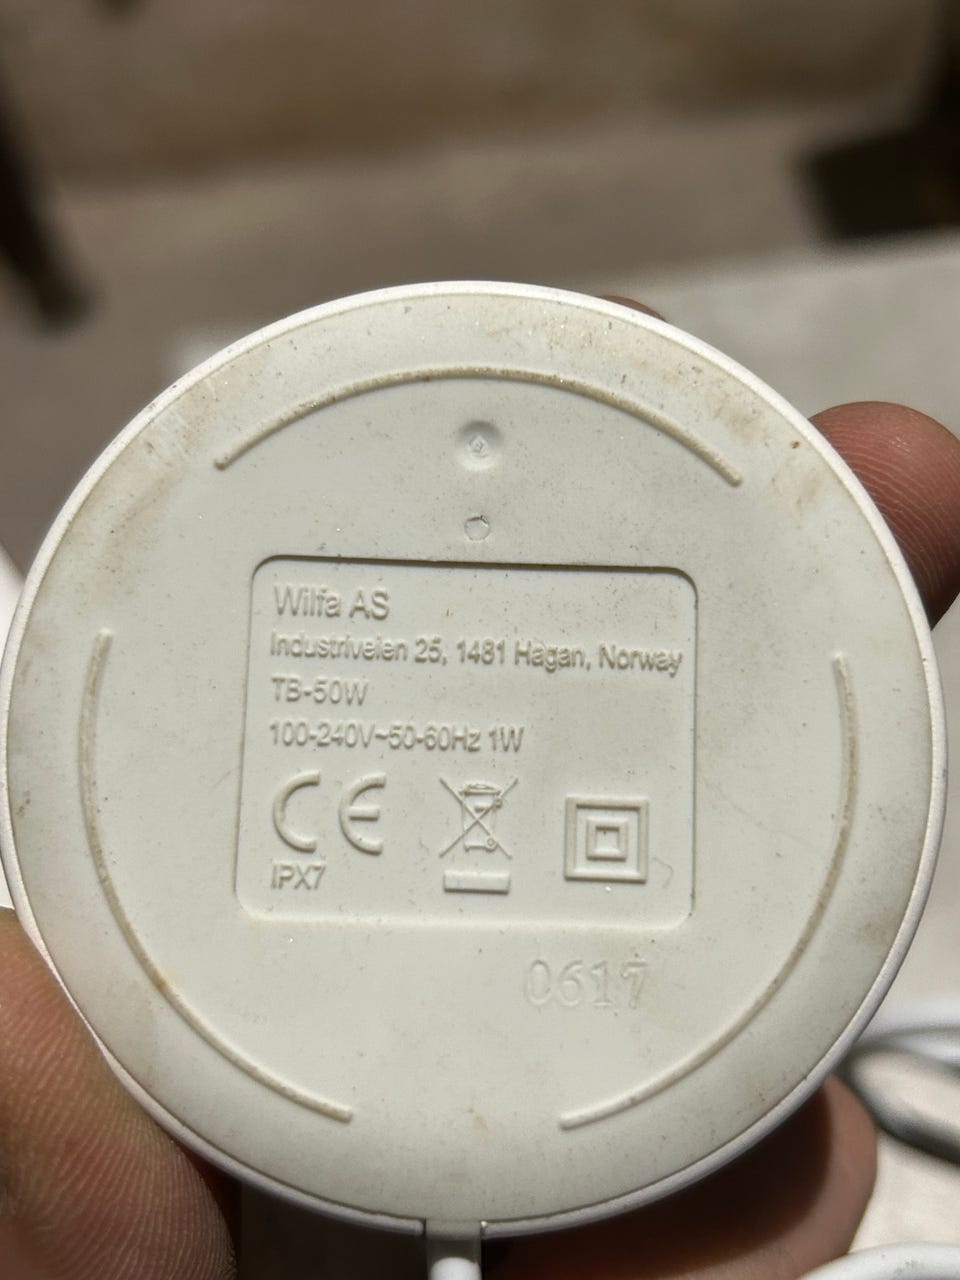 Wilfa AS
Industriveien 25, 1481 Hagan, Norway
TB-50W
100-240V~50-60Hz 1W
CE
IPX7
0617